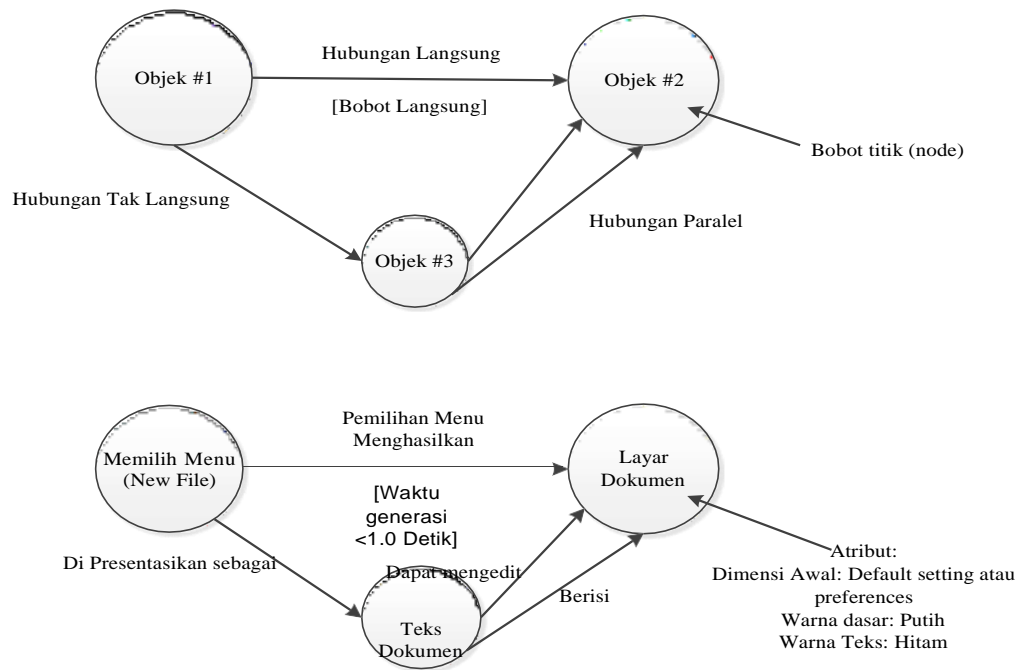 Objek #1
Hubungan Langsung
[Bobot Langsung]
Objek #2
Bobot titik (node)
Hubungan Tak Langsung
Objek #3
Hubungan Paralel
Memilih Menu
(New File)
Pemilihan Menu
Menghasilkan
[Waktu
generasi
<1.0 Detik]
Layar
Dokumen
Di Presentasikan sebagai
Dapat mengedit
Berisi
Teks
Dokumen
Atribut:
Dimensi Awal: Default setting atau
preferences
Warna dasar: Putih
Warna Teks: Hitam